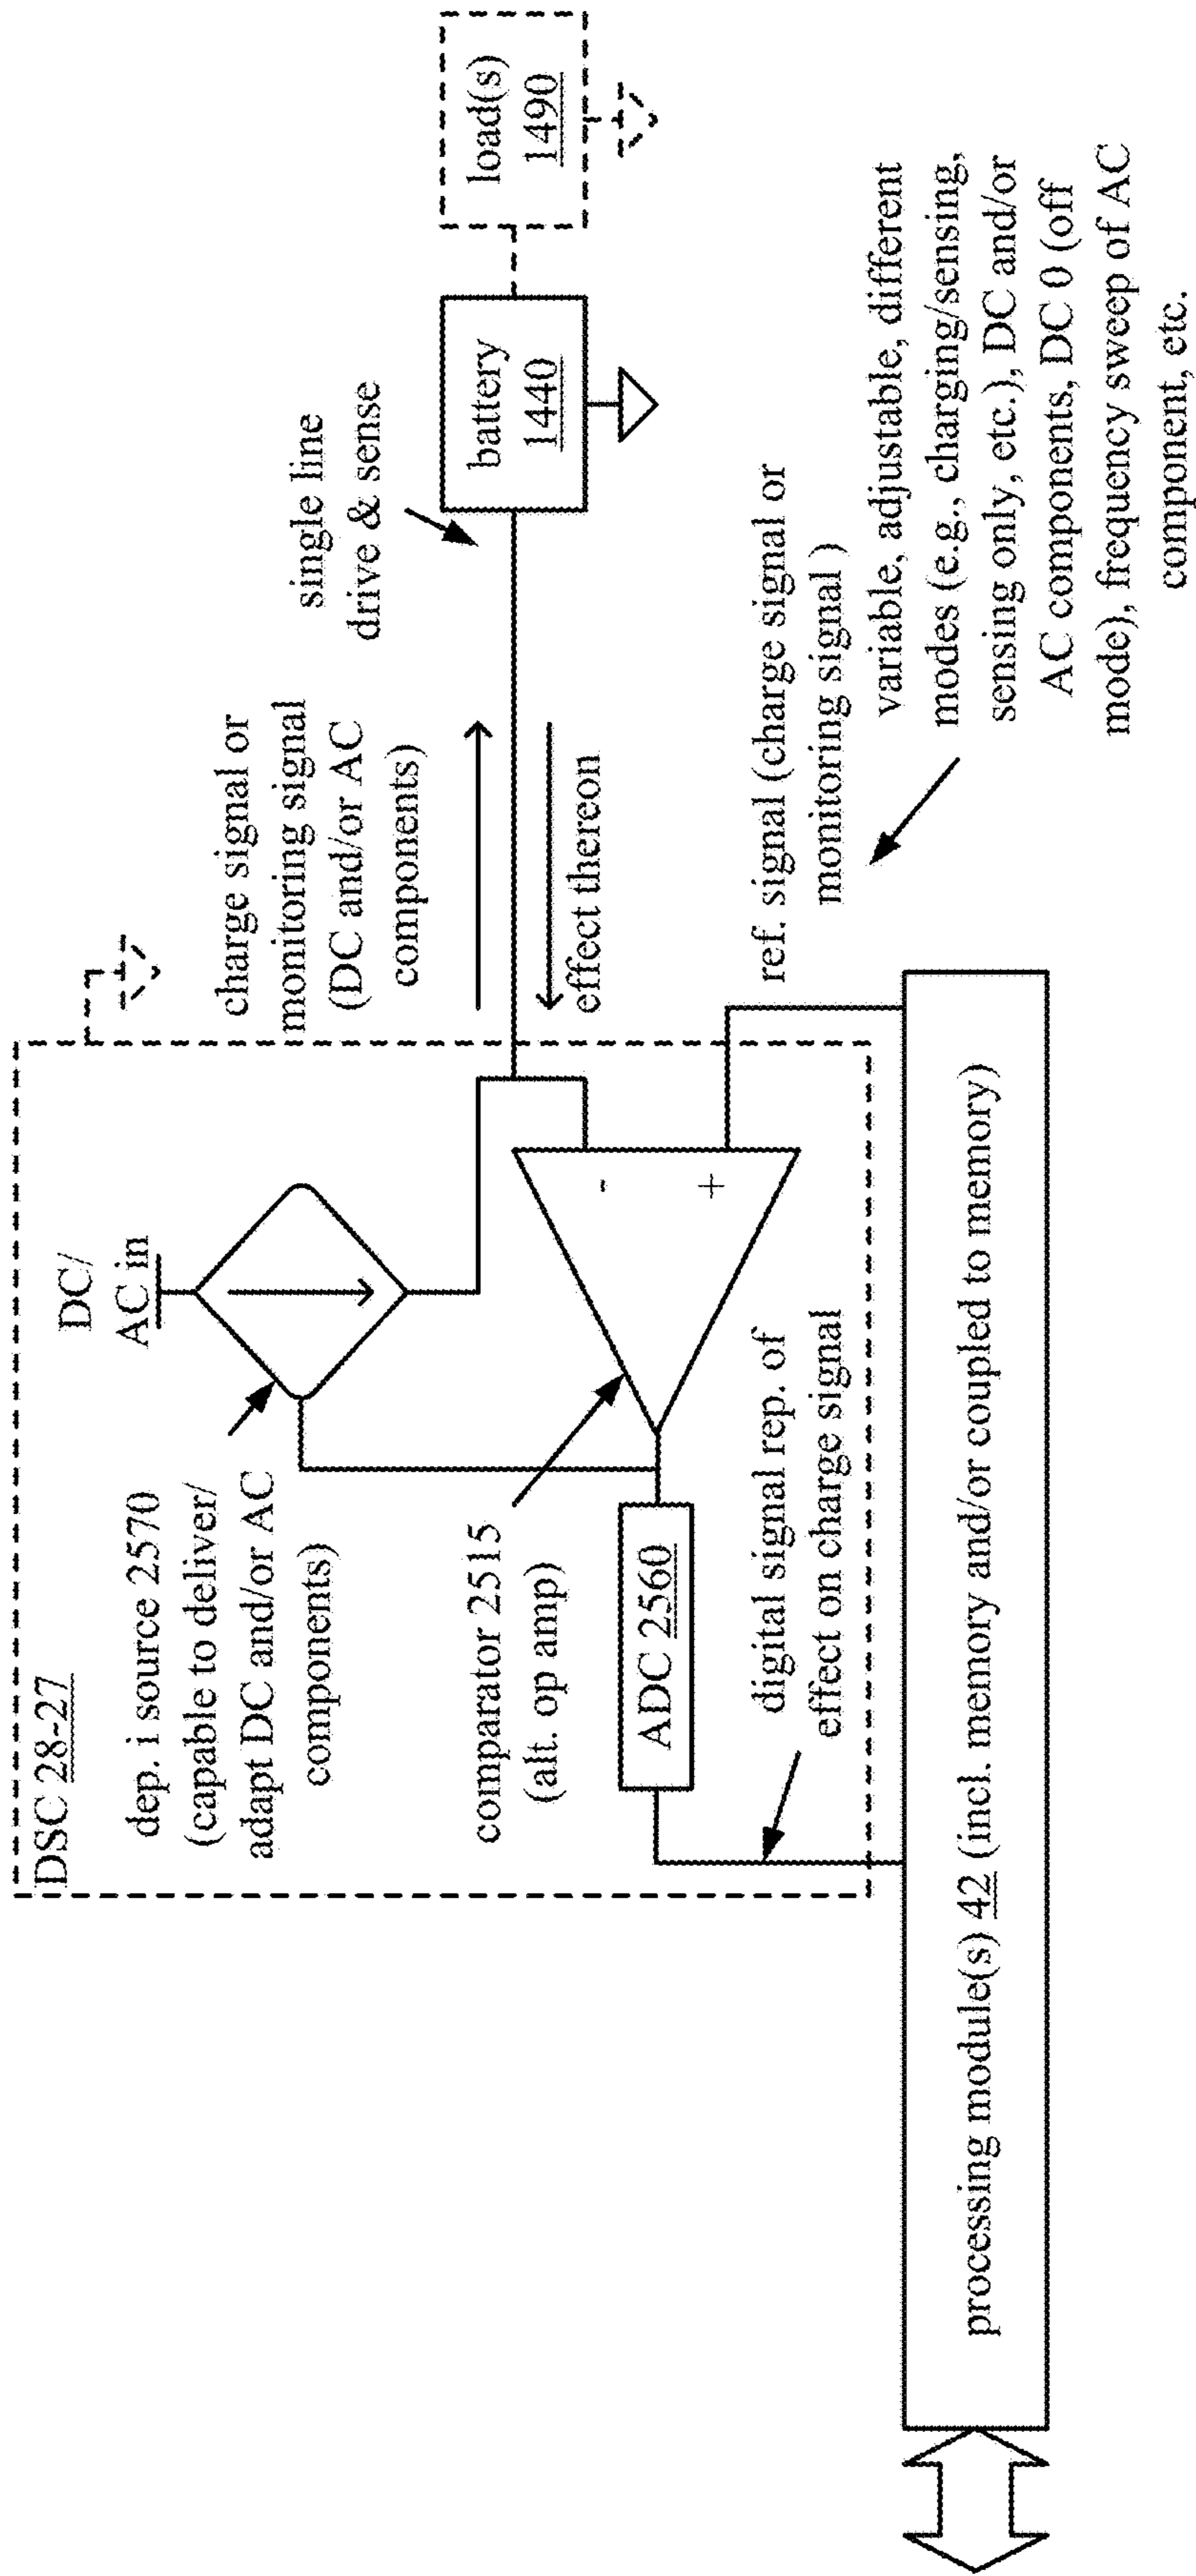 DSC 28-27
dep. i source 2570
(capable to deliver/
adapt DC and/or AC
components)
DC/
AC in
comparator 2515
(alt. op amp)
-
+
ADC 2560
digital signal rep. of
effect on charge signal
charge signal or
monitoring signal
(DC and/or AC
components)
effect thereon
single line
drive & sense
battery
1440
load(s)
1490
ref. signal (charge signal or
monitoring signal )
variable, adjustable, different
modes (e.g., charging/sensing,
sensing only, etc.), DC and/or
AC components, DC 0 (off
mode), frequency sweep of AC
component, etc.
processing module(s) 42 (incl. memory and/or coupled to memory)